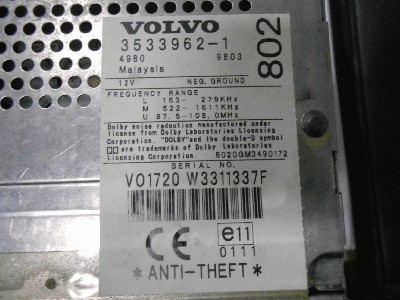 VOLVO
3533962-1
4980 9803
Malaysia
802
12V NEG. GROUND
FREQUENCY RANGE
L 153- 279KHz
M 522-1611KHz
U 87.5-108.0MHz
Dolby noise reduction manufactured under
license from Dolby Laboratories Licensing
Corporation. "DOLBY" and the double-D symbol
are trademarks of Dolby Laboratories
Licensing Corporation. 8020GM3490172
SERIAL NO.
VO1720 W3311337F
CE e11
0111
*ANTI-THEFT*